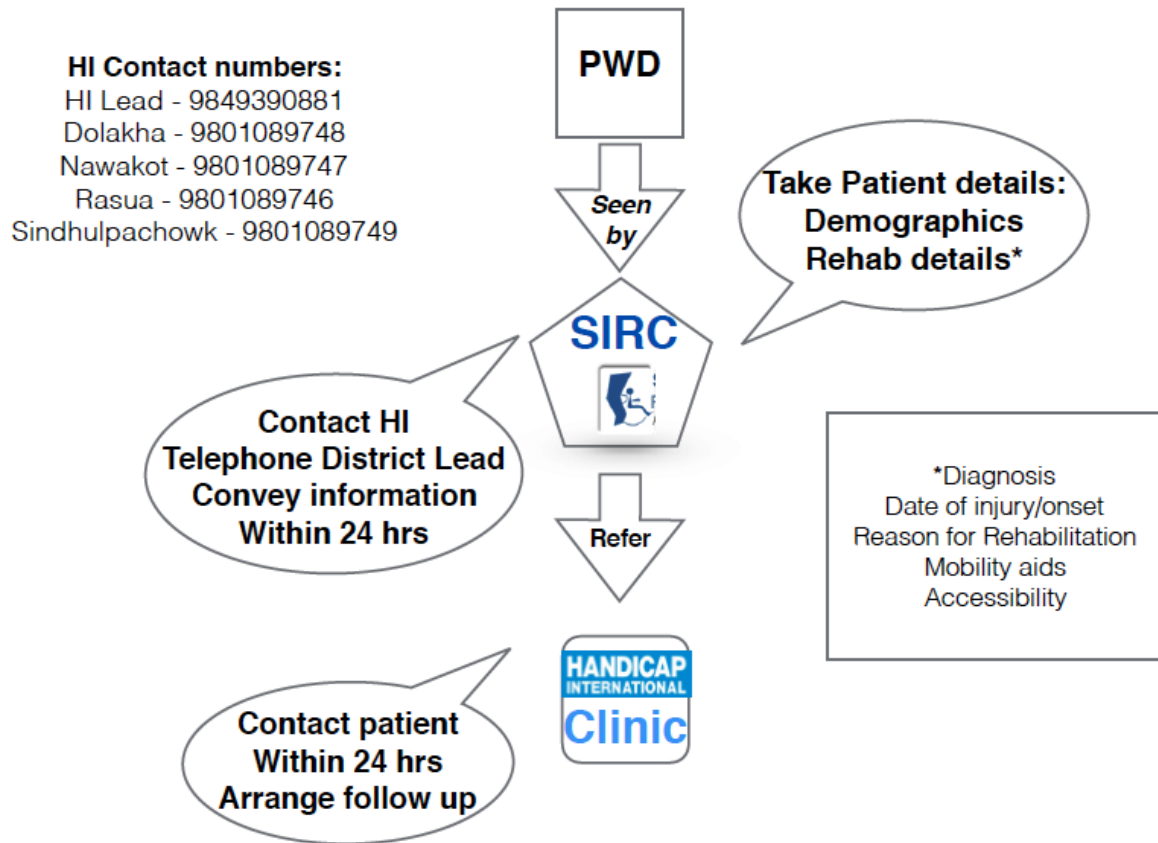 HI Contact numbers:
HI Lead - 9849390881
Dolakha - 9801089748
Nawakot - 9801089747
Rasua - 9801089746
Sindhulpachowk - 9801089749
PWD
Seen
by
Take Patient details:
Demographics
Rehab details*
SIRC
Contact HI
Telephone District Lead
Convey information
Within 24 hrs
Refer
*Diagnosis
Date of injury/onset
Reason for Rehabilitation
Mobility aids
Accessibility
HANDICAP
INTERNATIONAL
Clinic
Contact patient
Within 24 hrs
Arrange follow up